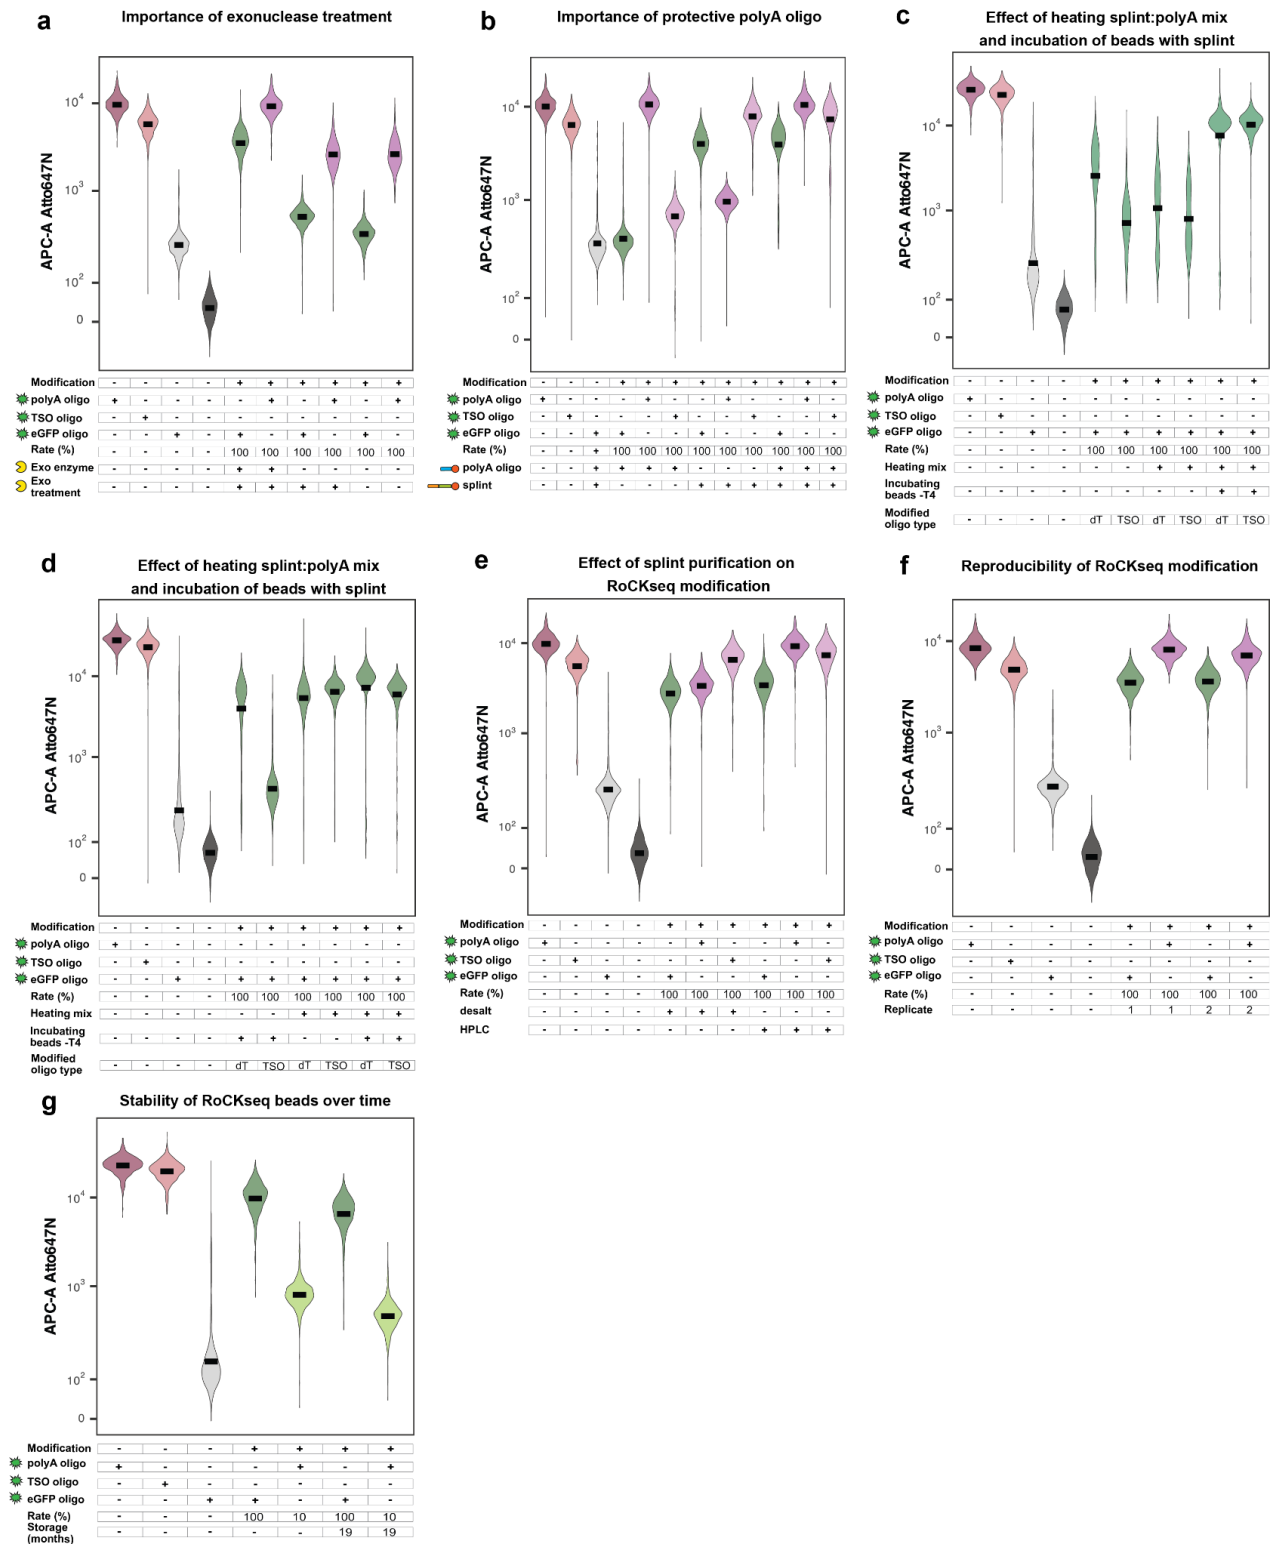 a
Importance of exonuclease treatment
APC-A Atto647N
10^4
10^3
10^2
0
Modification - - - - + + + + + +
polyA oligo + - - - - + - + - +
TSO oligo - + - - - - - - - -
eGFP oligo - - + - + - + - + -
Rate (%) - - - - 100 100 100 100 100 100
Exo enzyme - - - - + + - - - -
Exo treatment - - - - + + + + - -
b
Importance of protective polyA oligo
APC-A Atto647N
10^4
10^3
10^2
0
Modification - - - + + + + + + + + +
polyA oligo + - - - + - - + - - + -
TSO oligo - + - - - + - - + - - +
eGFP oligo - - + + - - + - - + - -
Rate (%) - - + 100 100 100 100 100 100 100 100 100
polyA oligo - - + + + + - - - + + +
splint - - + - - - + + + + + +
c
Effect of heating splint:polyA mix
and incubation of beads with splint
APC-A Atto647N
10^4
10^3
10^2
0
Modification - - - - + + + + + +
polyA oligo + - - - - - - - - -
TSO oligo - + - - - - - - - -
eGFP oligo - - + - + + + + + +
Rate (%) - - - - 100 100 100 100 100 100
Heating mix - - - - - - + + + +
Incubating
beads -T4 - - - - - - - - + +
Modified
oligo type - - - - dT TSO dT TSO dT TSO
d
Effect of heating splint:polyA mix
and incubation of beads with splint
APC-A Atto647N
10^4
10^3
10^2
0
Modification - - - - + + + + + +
polyA oligo + - - - - - - - - -
TSO oligo - + - - - - - - - -
eGFP oligo - - + - + + + + + +
Rate (%) - - - - 100 100 100 100 100 100
Heating mix - - - - - - + + + +
Incubating
beads -T4 - - - - + + - - + +
Modified
oligo type - - - - dT TSO dT TSO dT TSO
e
Effect of splint purification on
RoCKseq modification
APC-A Atto647N
10^4
10^3
10^2
0
Modification - - - - + + + + + +
polyA oligo + - - - - + - - + -
TSO oligo - + - - - - + - - +
eGFP oligo - - + - + - - + - -
Rate (%) - - - - 100 100 100 100 100 100
desalt - - - - + + + - - -
HPLC - - - - - - - + + +
f
Reproducibility of RoCKseq modification
APC-A Atto647N
10^4
10^3
10^2
0
Modification - - - - + + + +
polyA oligo + - - - - + - +
TSO oligo - + - - - - - -
eGFP oligo - - + - + - + -
Rate (%) - - - - 100 100 100 100
Replicate - - - - 1 1 2 2
g
Stability of RoCKseq beads over time
APC-A Atto647N
10^4
10^3
10^2
0
Modification - - - + + + +
polyA oligo + - - - + - +
TSO oligo - + - - - - -
eGFP oligo - - + + - + -
Rate (%) - - - 100 10 100 10
Storage
(months) - - - - - 19 19